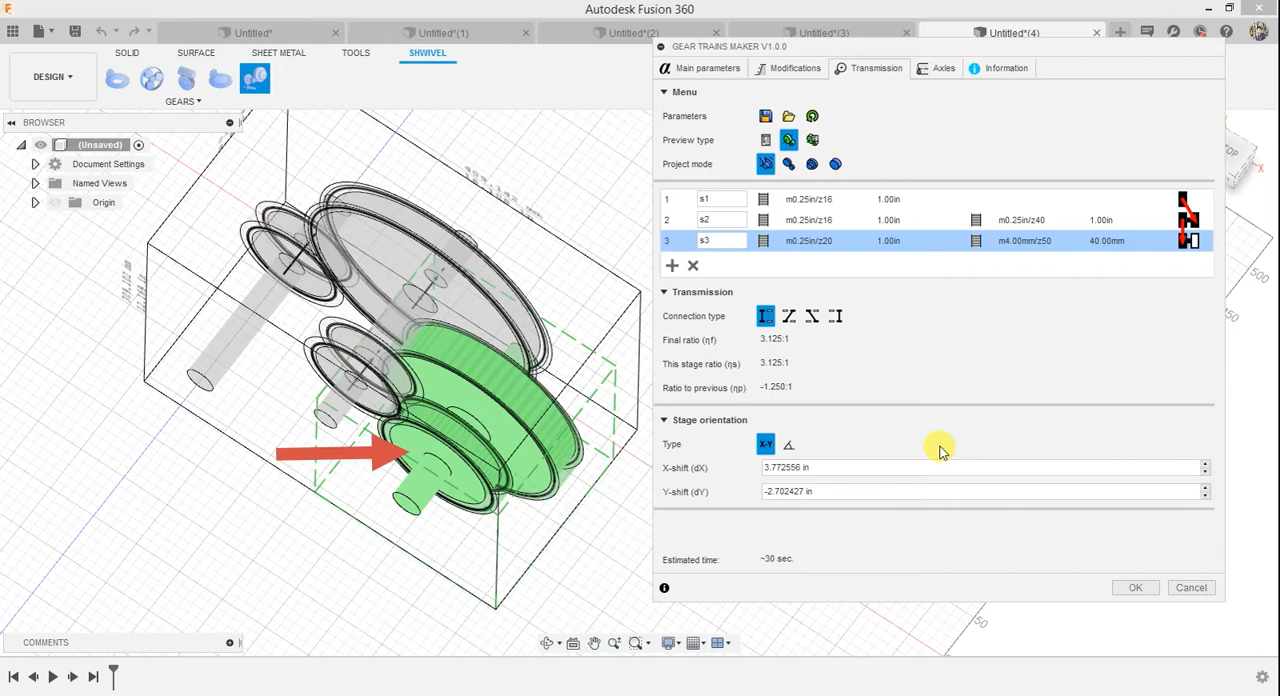 Autodesk Fusion 360
Untitled*
Untitled*(1)
Untitled*(2)
Untitled*(3)
Untitled*(4)
SOLID
SURFACE
SHEET METAL
TOOLS
SHWIVEL
DESIGN
GEARS
BROWSER
(Unsaved)
Document Settings
Named Views
Origin
GEAR TRAINS MAKER V1.0.0
Main parameters
Modifications
Transmission
Axles
Information
Menu
Parameters
Preview type
Project mode
1 s1 m0.25in/z16 1.00in
2 s2 m0.25in/z16 1.00in m0.25in/z40 1.00in
3 s3 m0.25in/z20 1.00in m4.00mm/z50 40.00mm
Transmission
Connection type
Final ratio (ηf) 3.125:1
This stage ratio (ηs) 3.125:1
Ratio to previous (ηp) -1.250:1
Stage orientation
Type X-Y
X-shift (dX) 3.772556 in
Y-shift (dY) -2.702427 in
Estimated time: ~30 sec.
OK
Cancel
TOP
X
500
50
50
COMMENTS